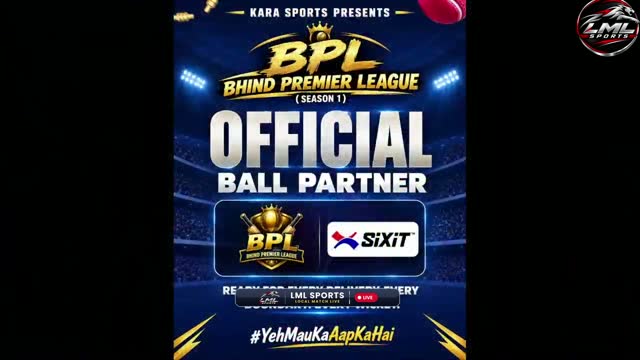 KARA SPORTS PRESENTS
BPL
BHIND PREMIER LEAGUE
(SEASON 1)
OFFICIAL
BALL PARTNER
BPL
BHIND PREMIER LEAGUE
SiXiT
READY FOR EVERY DELIVERY. EVERY
LML SPORTS
LOCAL MATCH LIVE
LIVE
LML
#YehMauKaAapKaHai
LML
SPORTS